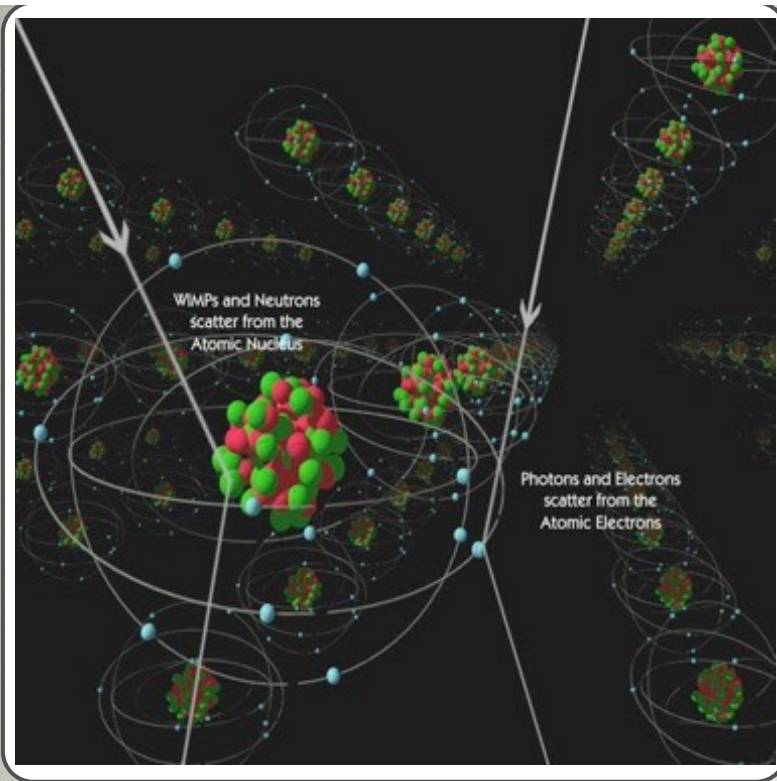 WIMPs and Neutrons
scatter from the
Atomic Nucleus
Photons and Electrons
scatter from the
Atomic Electrons